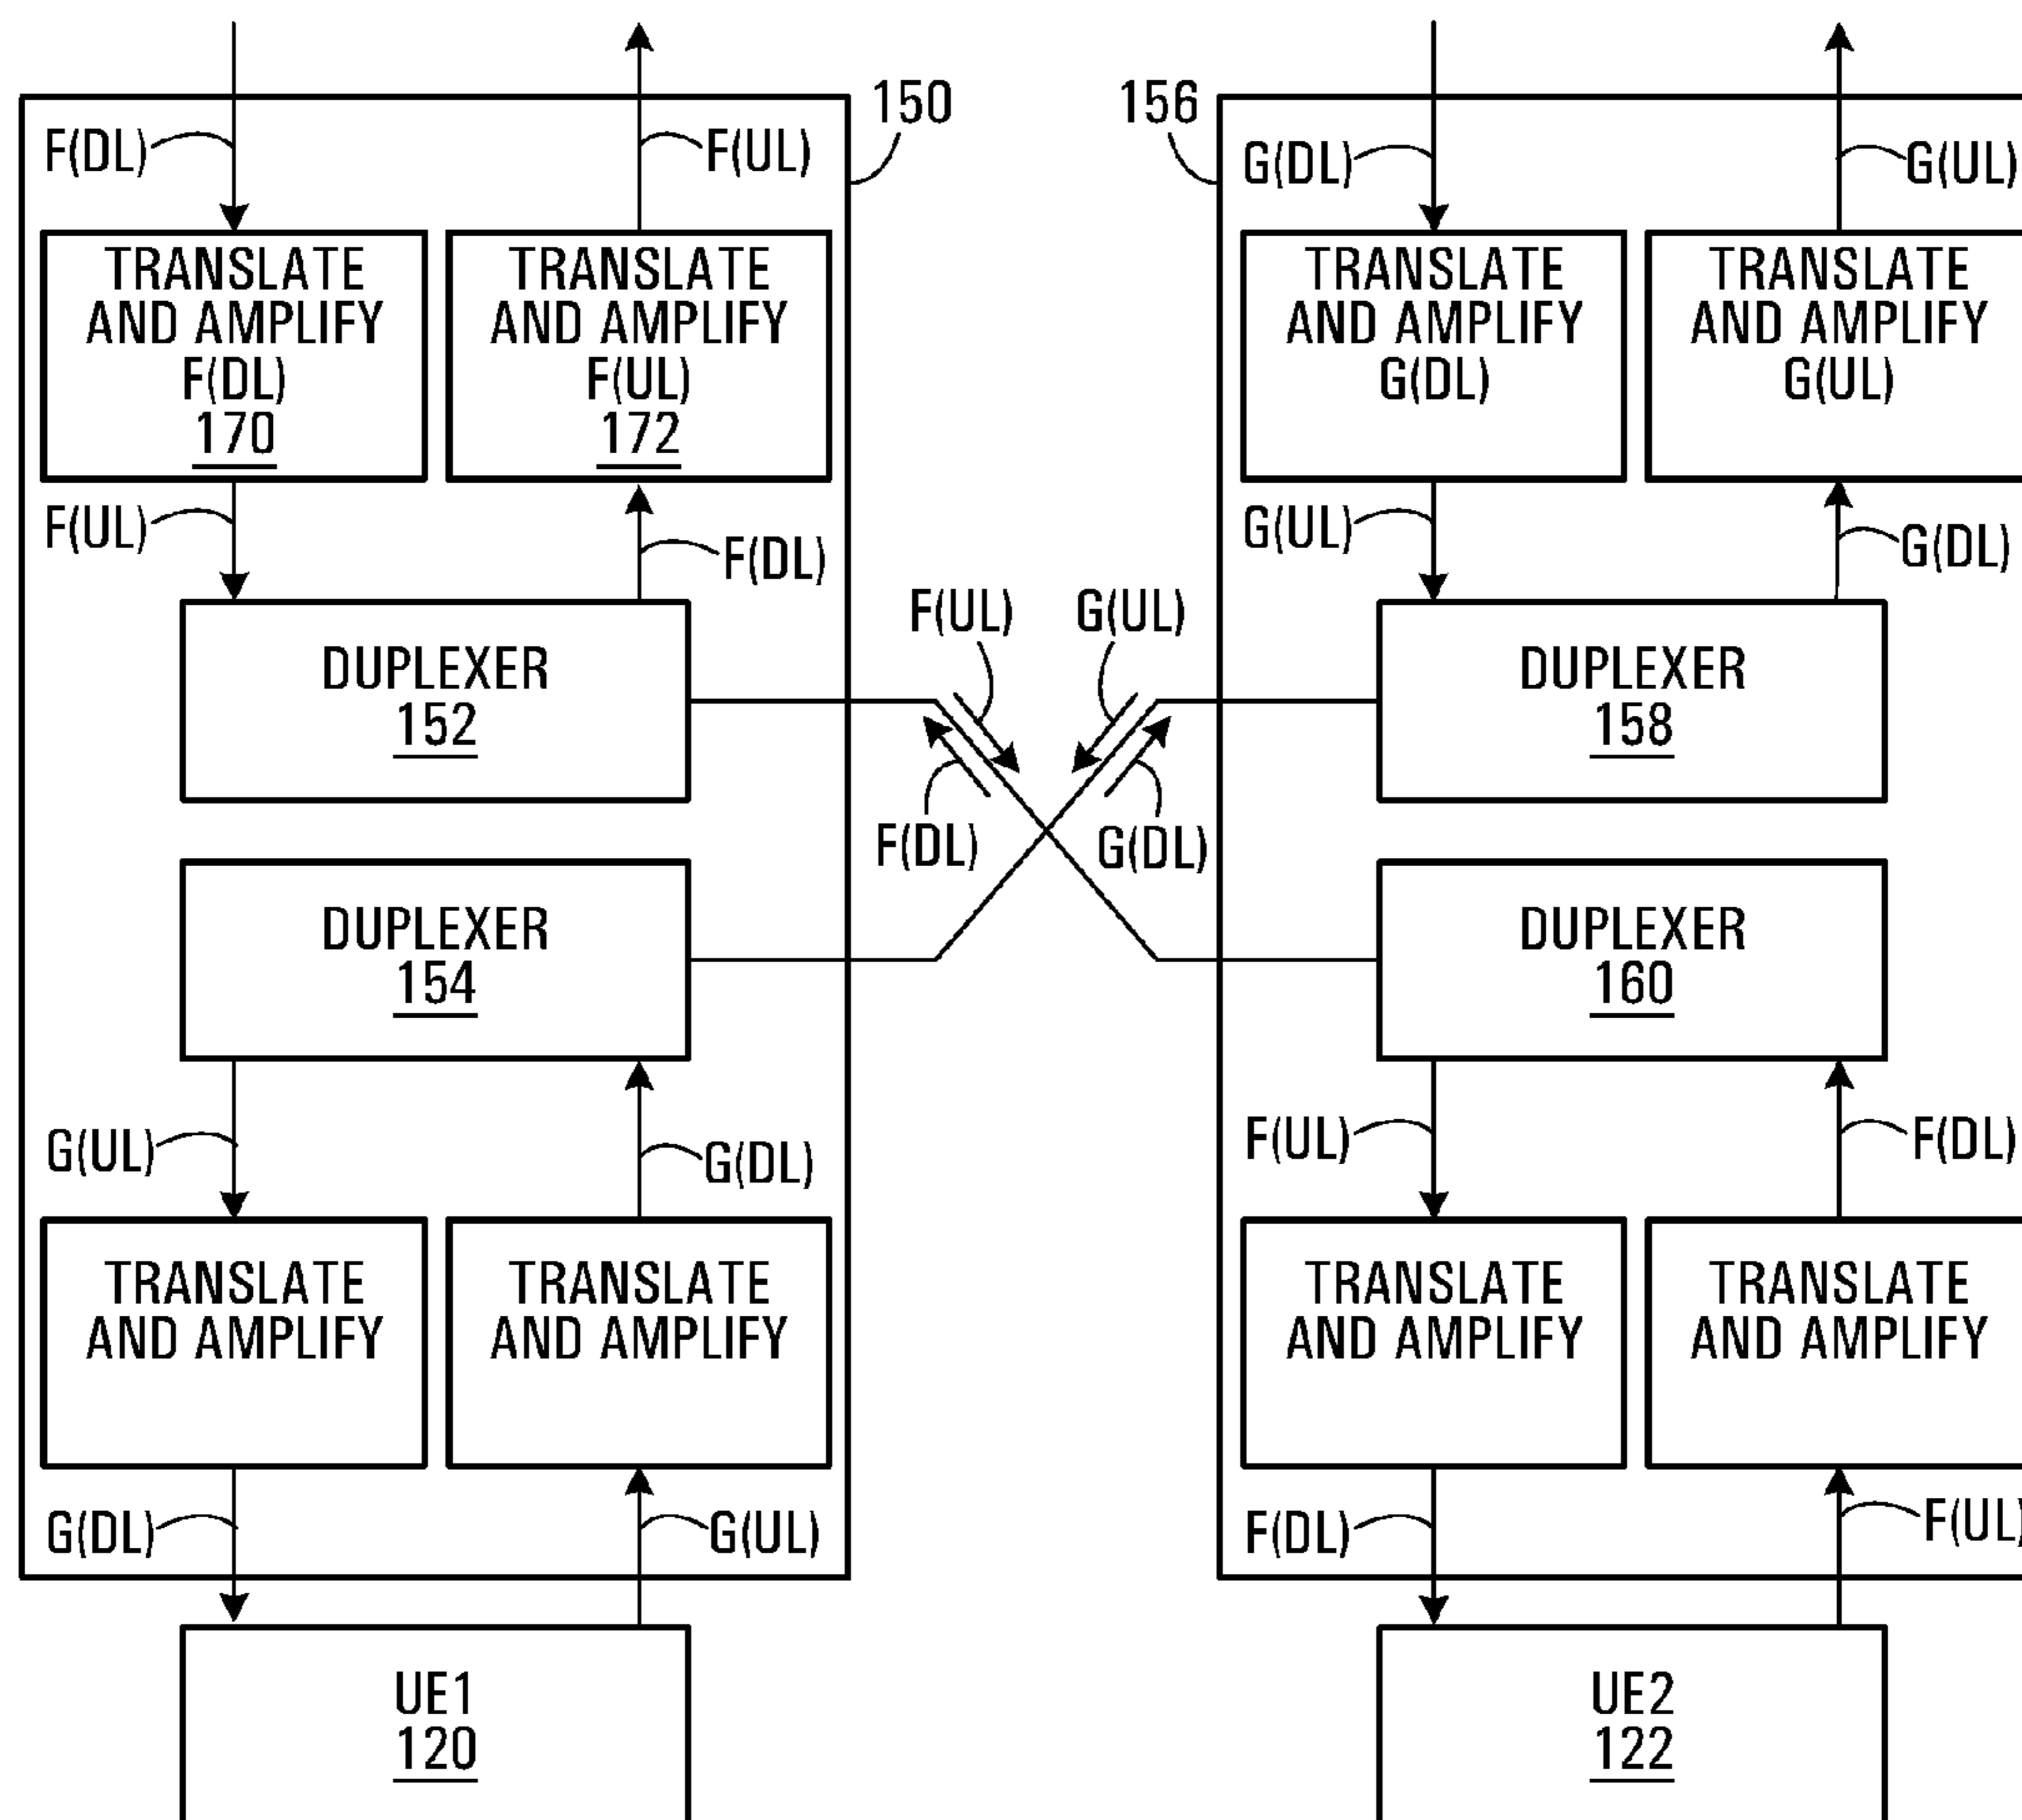 150
156
F(DL)
F(UL)
G(DL)
G(UL)
TRANSLATE
AND AMPLIFY
F(DL)
170
TRANSLATE
AND AMPLIFY
F(UL)
172
TRANSLATE
AND AMPLIFY
G(DL)
TRANSLATE
AND AMPLIFY
G(UL)
F(UL)
F(DL)
G(UL)
G(DL)
F(UL)
G(UL)
DUPLEXER
152
DUPLEXER
158
F(DL)
G(DL)
DUPLEXER
154
DUPLEXER
160
G(UL)
G(DL)
F(UL)
F(DL)
TRANSLATE
AND AMPLIFY
TRANSLATE
AND AMPLIFY
TRANSLATE
AND AMPLIFY
TRANSLATE
AND AMPLIFY
G(DL)
G(UL)
F(DL)
F(UL)
UE1
120
UE2
122